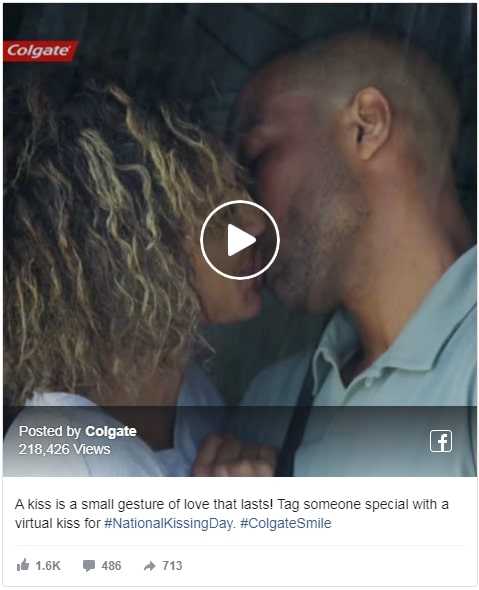 Colgate
Posted by Colgate
218,426 Views
A kiss is a small gesture of love that lasts! Tag someone special with a
virtual kiss for #NationalKissingDay. #ColgateSmile
1.6K 486 713